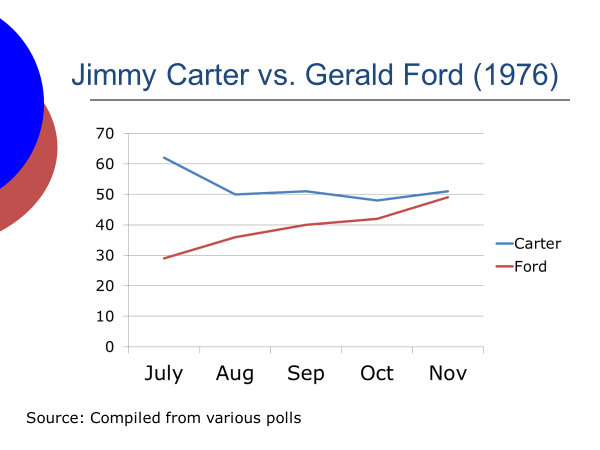 Jimmy Carter vs. Gerald Ford (1976)
70
60
50
40
30
20
10
0
July Aug Sep Oct Nov
Carter
Ford
Source: Compiled from various polls